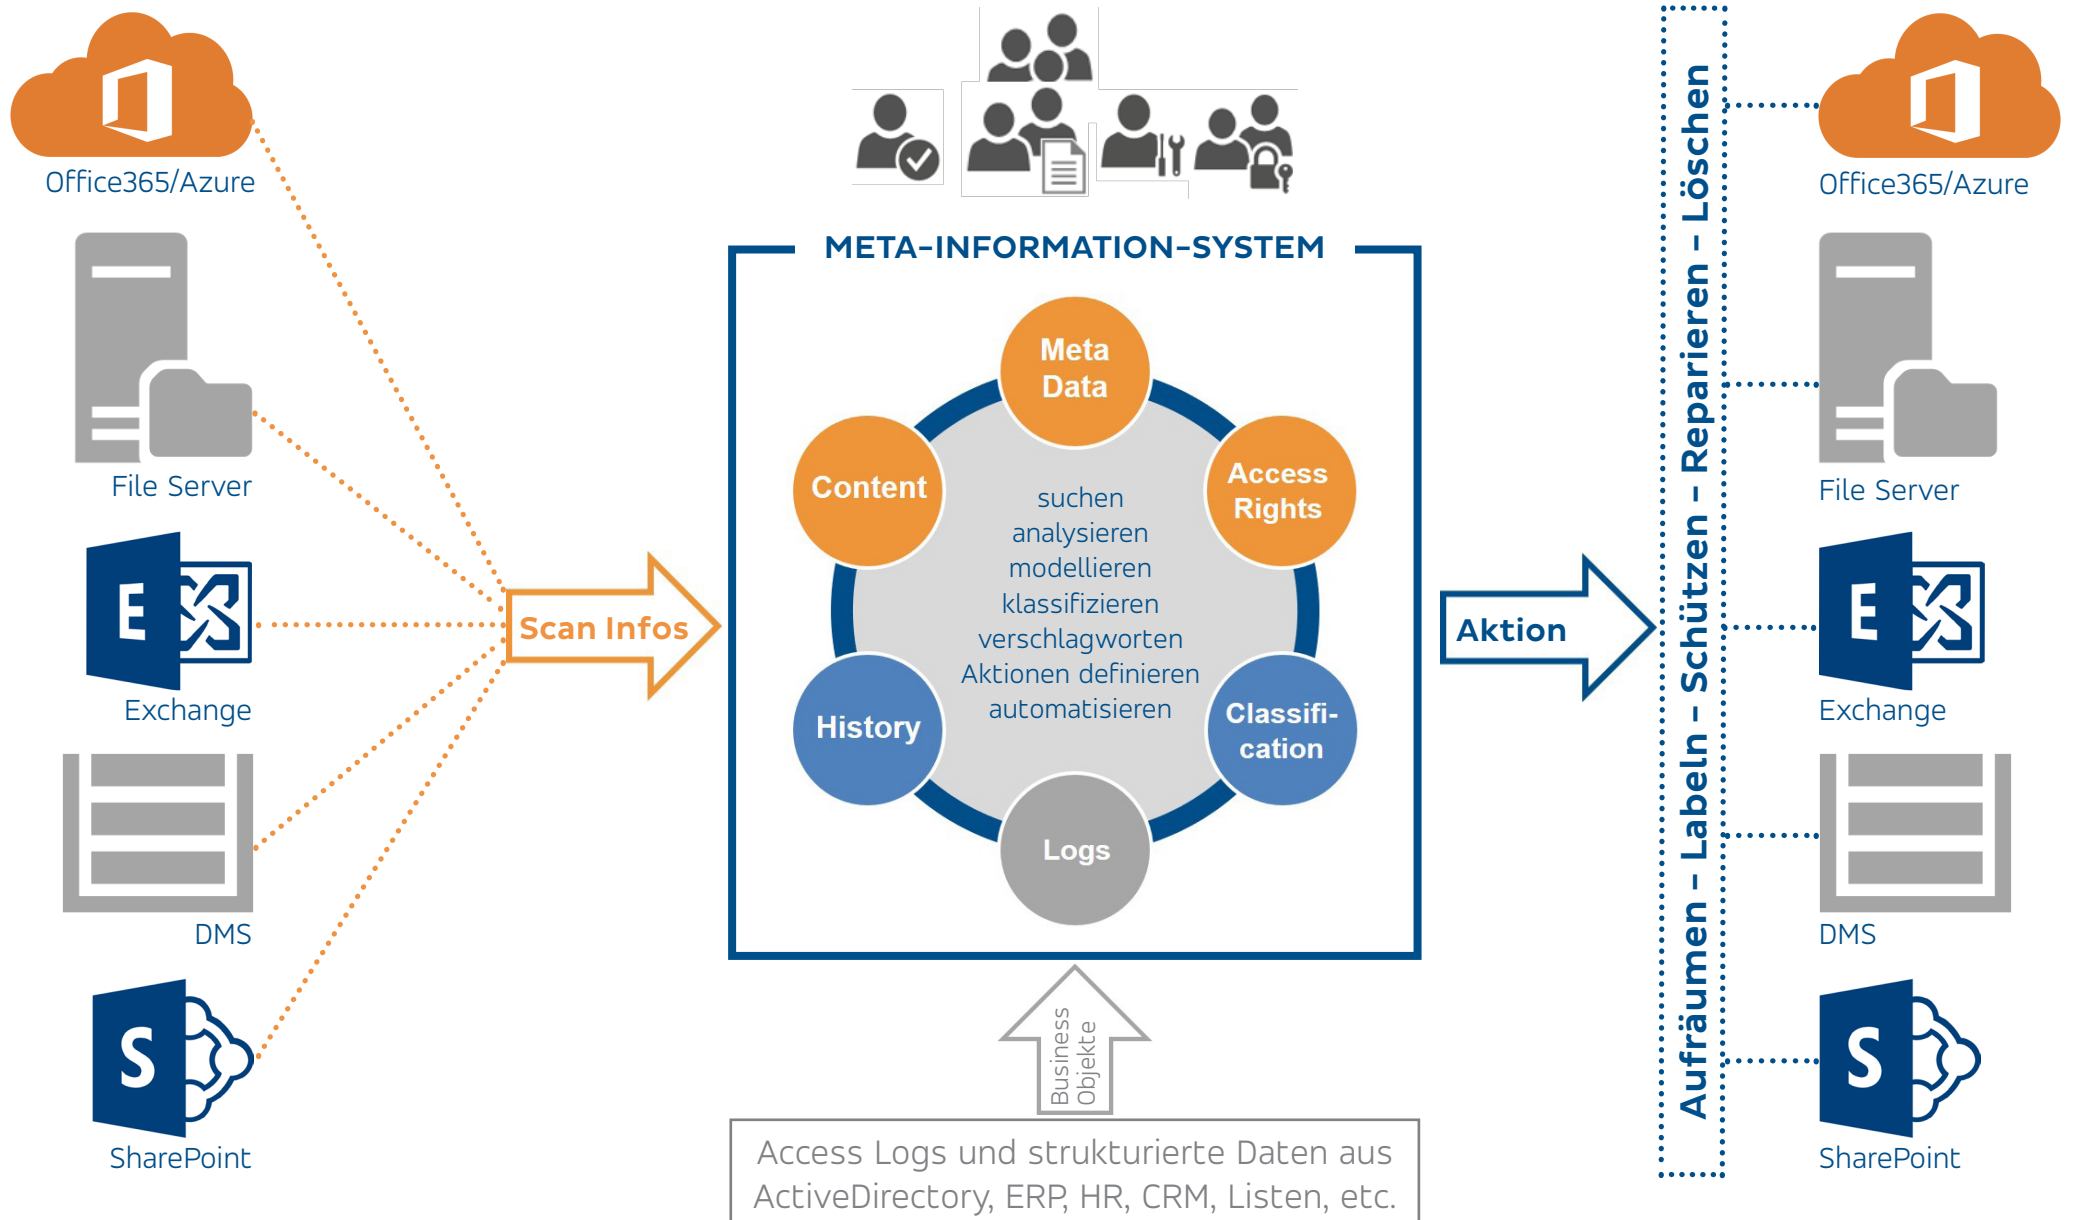 Office365/Azure
File Server
E
Exchange
DMS
S
SharePoint
Scan Infos
META-INFORMATION-SYSTEM
Meta
Data
Content
Access
Rights
suchen
analysieren
modellieren
klassifizieren
verschlagworten
Aktionen definieren
automatisieren
History
Classifi-
cation
Logs
Business
Objekte
Access Logs und strukturierte Daten aus
ActiveDirectory, ERP, HR, CRM, Listen, etc.
Aktion
Aufräumen – Labeln – Schützen – Reparieren – Löschen
Office365/Azure
File Server
E
Exchange
DMS
S
SharePoint